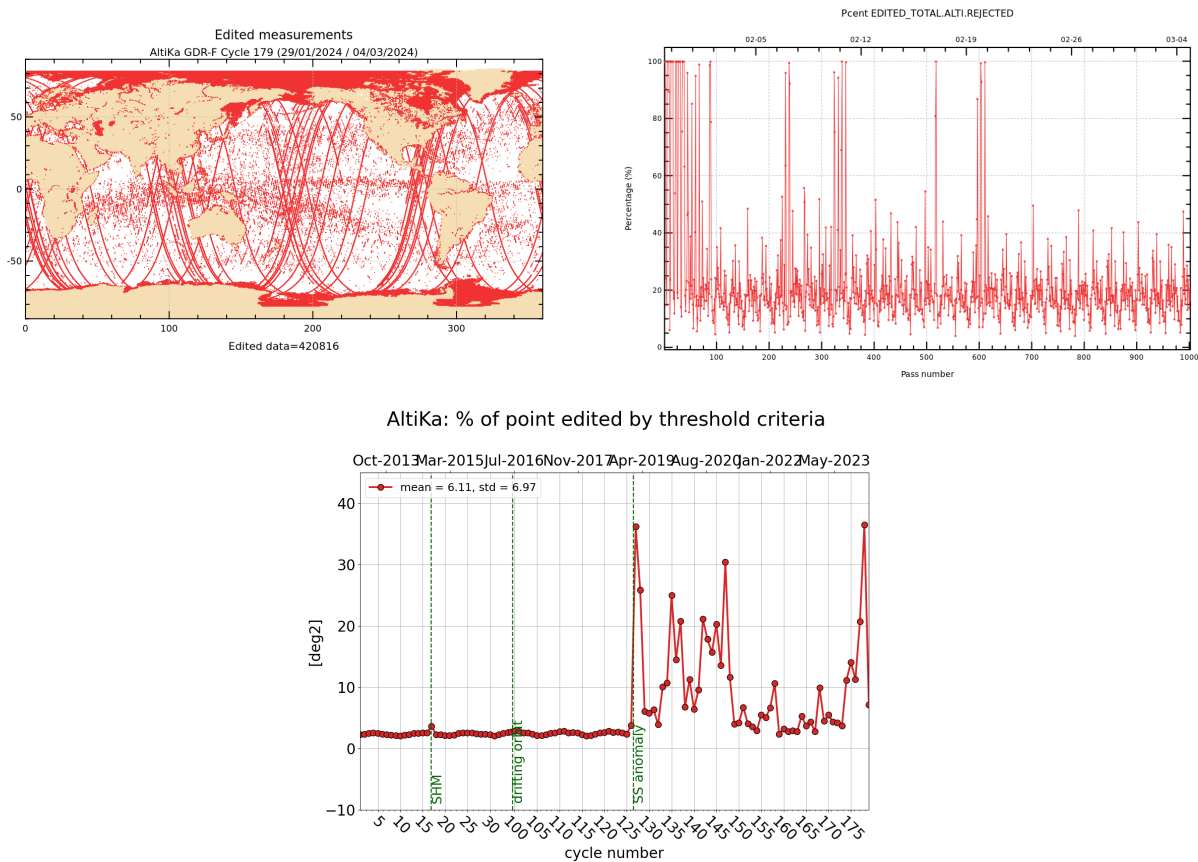 Edited measurements
AltiKa GDR-F Cycle 179 (29/01/2024 / 04/03/2024)
50
0
-50
0 100 200 300
Edited data=420816
Pcent EDITED_TOTAL.ALTI.REJECTED
02-05 02-12 02-19 02-26 03-04
Percentage (%)
100
80
60
40
20
0
100 200 300 400 500 600 700 800 900 1000
Pass number
AltiKa: % of point edited by threshold criteria
Oct-2013 Mar-2015 Jul-2016 Nov-2017 Apr-2019 Aug-2020 Jan-2022 May-2023
mean = 6.11, std = 6.97
[deg2]
40
30
20
10
0
−10
SHM
drifting orbit
SS anomaly
5 10 15 20 25 30 95 100 105 110 115 120 125 130 135 140 145 150 155 160 165 170 175
cycle number